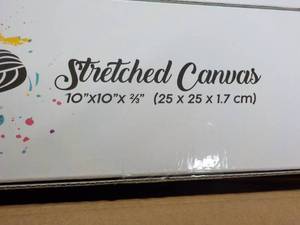 Stretched Canvas
10"x10"x ⅔" (25 x 25 x 1.7 cm)